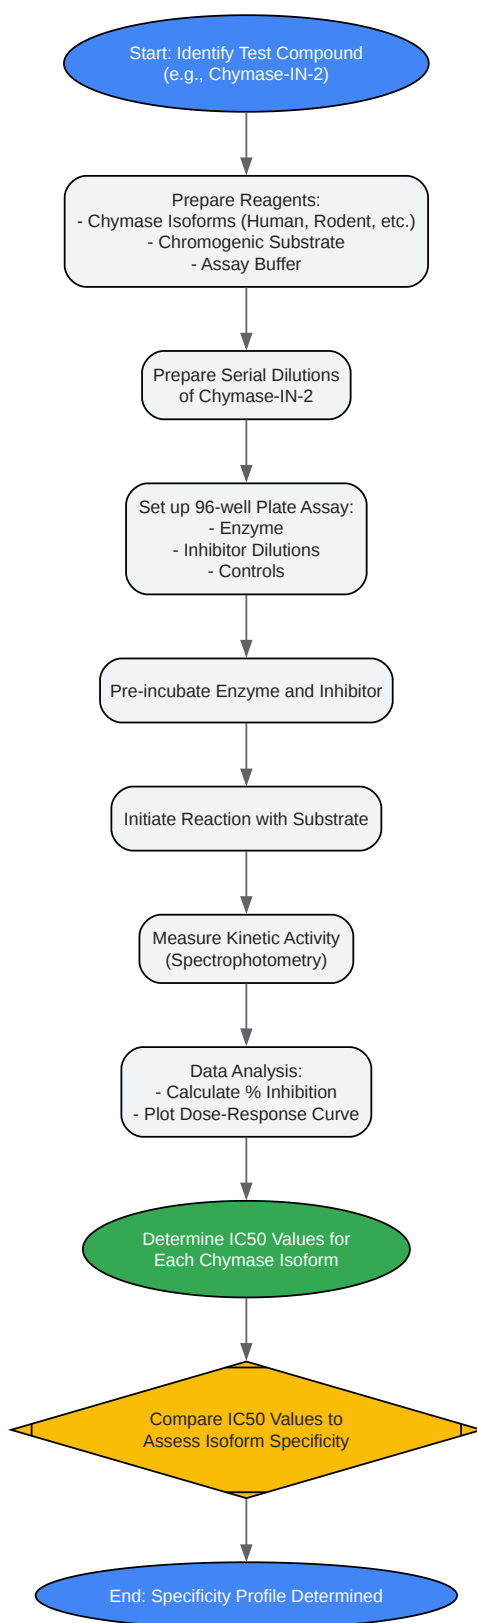 Start: Identify Test Compound
(e.g., Chymase-IN-2)
Prepare Reagents:
- Chymase Isoforms (Human, Rodent, etc.)
- Chromogenic Substrate
- Assay Buffer
Prepare Serial Dilutions
of Chymase-IN-2
Set up 96-well Plate Assay:
- Enzyme
- Inhibitor Dilutions
- Controls
Pre-incubate Enzyme and Inhibitor
Initiate Reaction with Substrate
Measure Kinetic Activity
(Spectrophotometry)
Data Analysis:
- Calculate % Inhibition
- Plot Dose-Response Curve
Determine IC50 Values for
Each Chymase Isoform
Compare IC50 Values to
Assess Isoform Specificity
End: Specificity Profile Determined